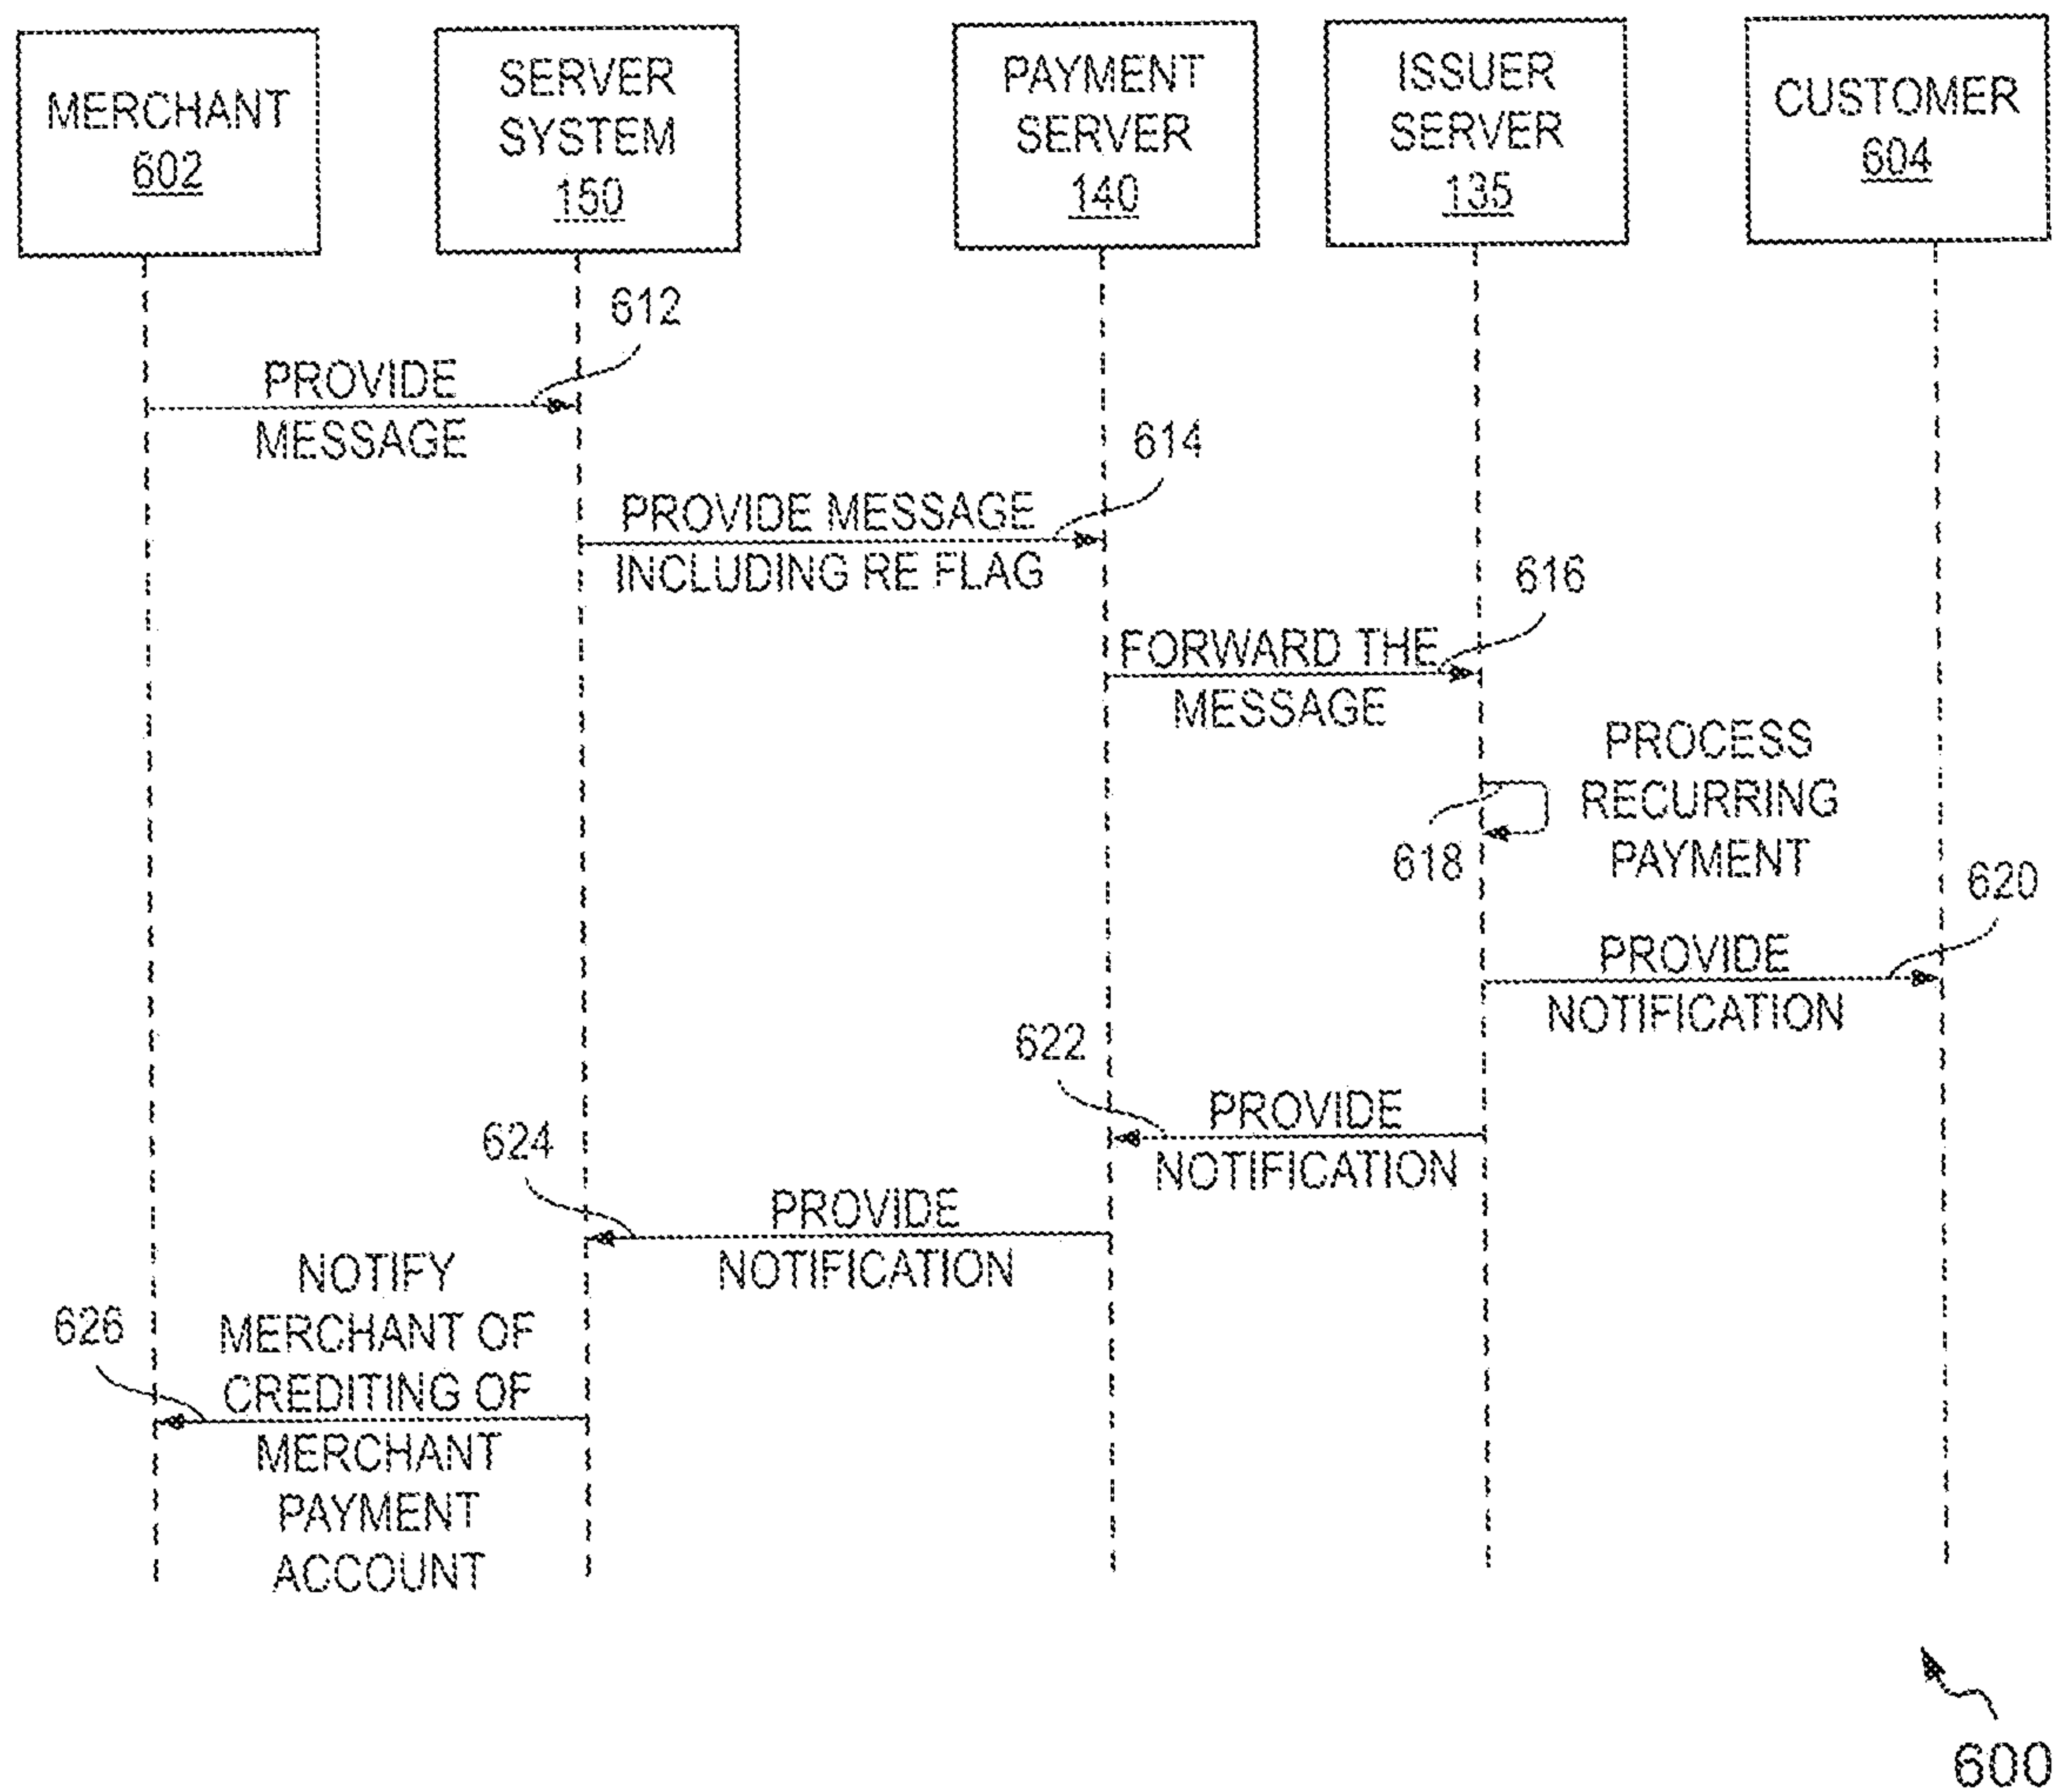 MERCHANT
602
SERVER
SYSTEM
150
PAYMENT
SERVER
140
ISSUER
SERVER
135
CUSTOMER
604
612
PROVIDE
MESSAGE
614
PROVIDE MESSAGE
INCLUDING RE FLAG
616
FORWARD THE
MESSAGE
PROCESS
RECURRING
PAYMENT
618
620
PROVIDE
NOTIFICATION
622
PROVIDE
NOTIFICATION
624
PROVIDE
NOTIFICATION
626
NOTIFY
MERCHANT OF
CREDITING OF
MERCHANT
PAYMENT
ACCOUNT
600